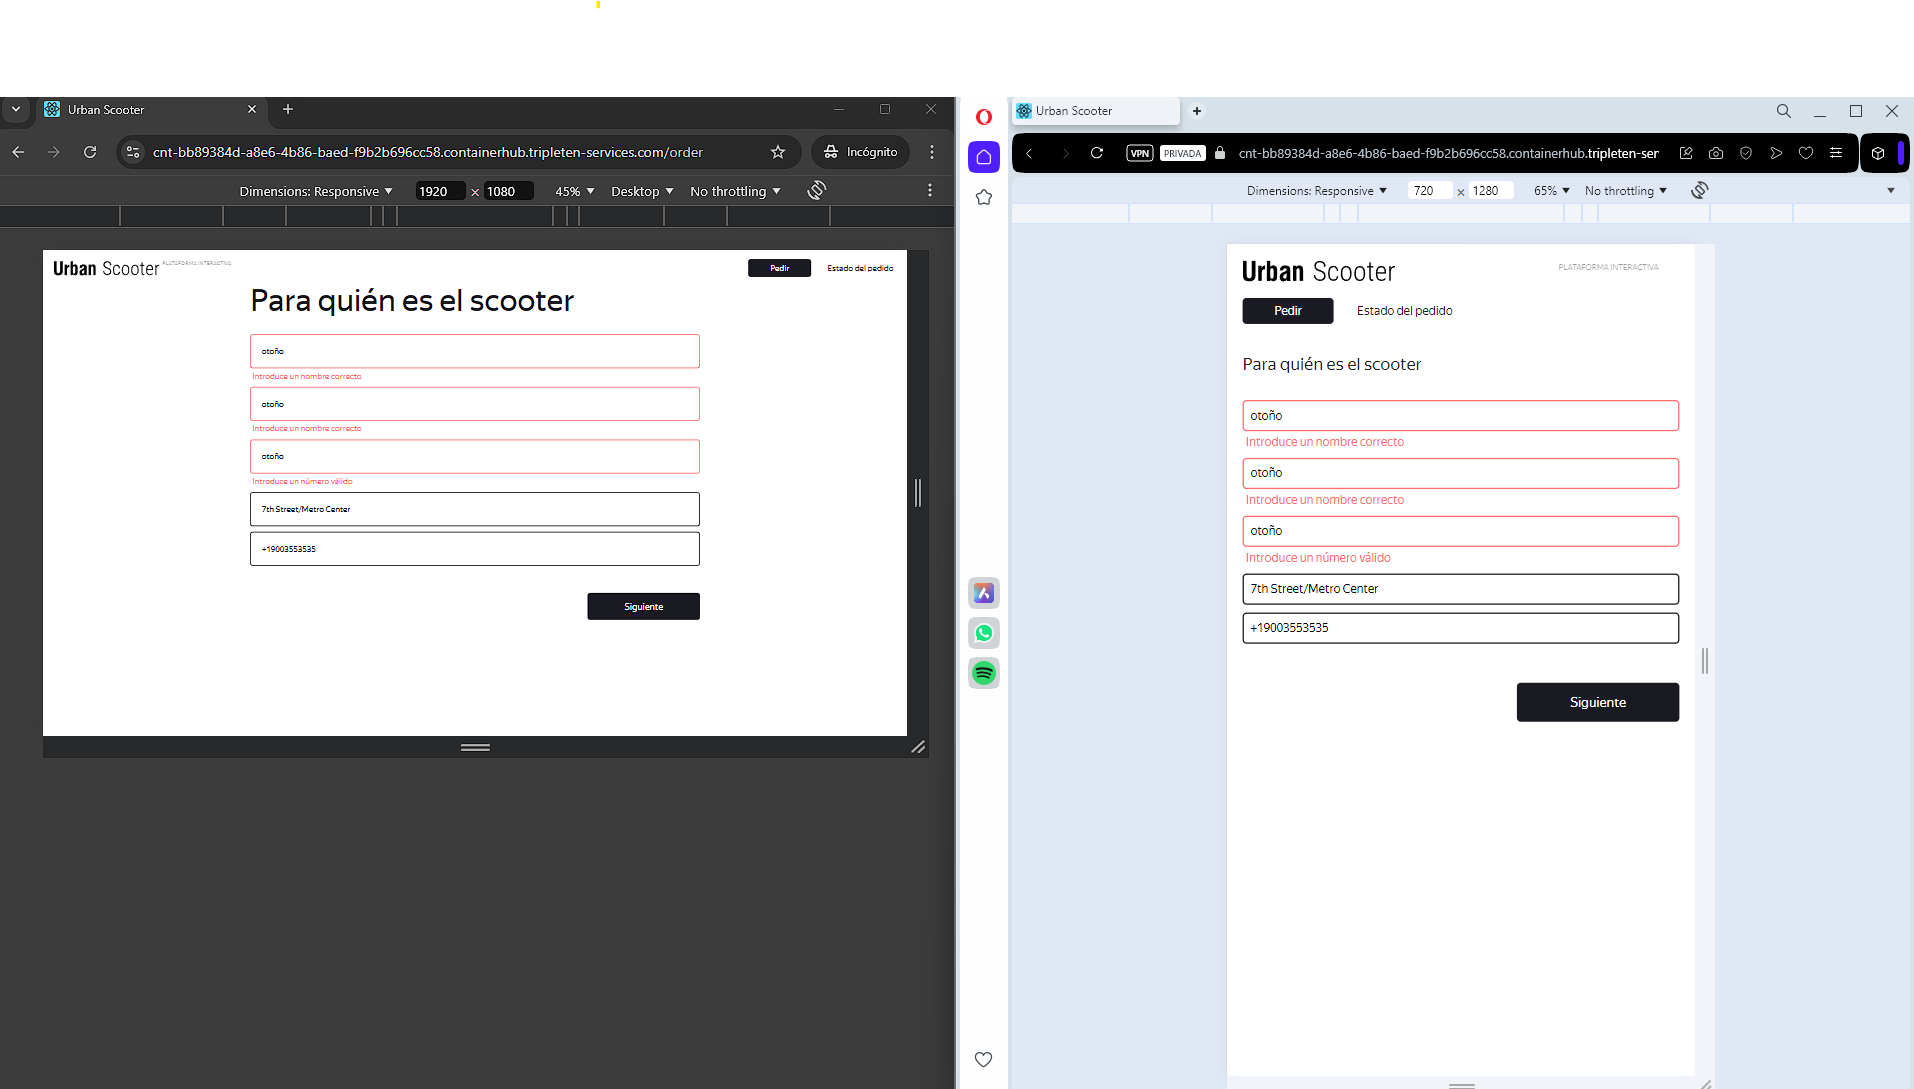 Urban Scooter
cnt-bb89384d-a8e6-4b86-baed-f9b2b696cc58.containerhub.tripleten-services.com/order
Incógnito
Dimensions: Responsive 1920 × 1080 45% Desktop No throttling
Urban Scooter PLATAFORMA INTERACTIVA Pedir Estado del pedido
Para quién es el scooter
otoño
Introduce un nombre correcto
otoño
Introduce un nombre correcto
otoño
Introduce un número válido
7th Street/Metro Center
+19003553535
Siguiente
Urban Scooter
VPN PRIVADA cnt-bb89384d-a8e6-4b86-baed-f9b2b696cc58.containerhub.tripleten-ser
Dimensions: Responsive 720 × 1280 65% No throttling
Urban Scooter PLATAFORMA INTERACTIVA
Pedir Estado del pedido
Para quién es el scooter
otoño
Introduce un nombre correcto
otoño
Introduce un nombre correcto
otoño
Introduce un número válido
7th Street/Metro Center
+19003553535
Siguiente